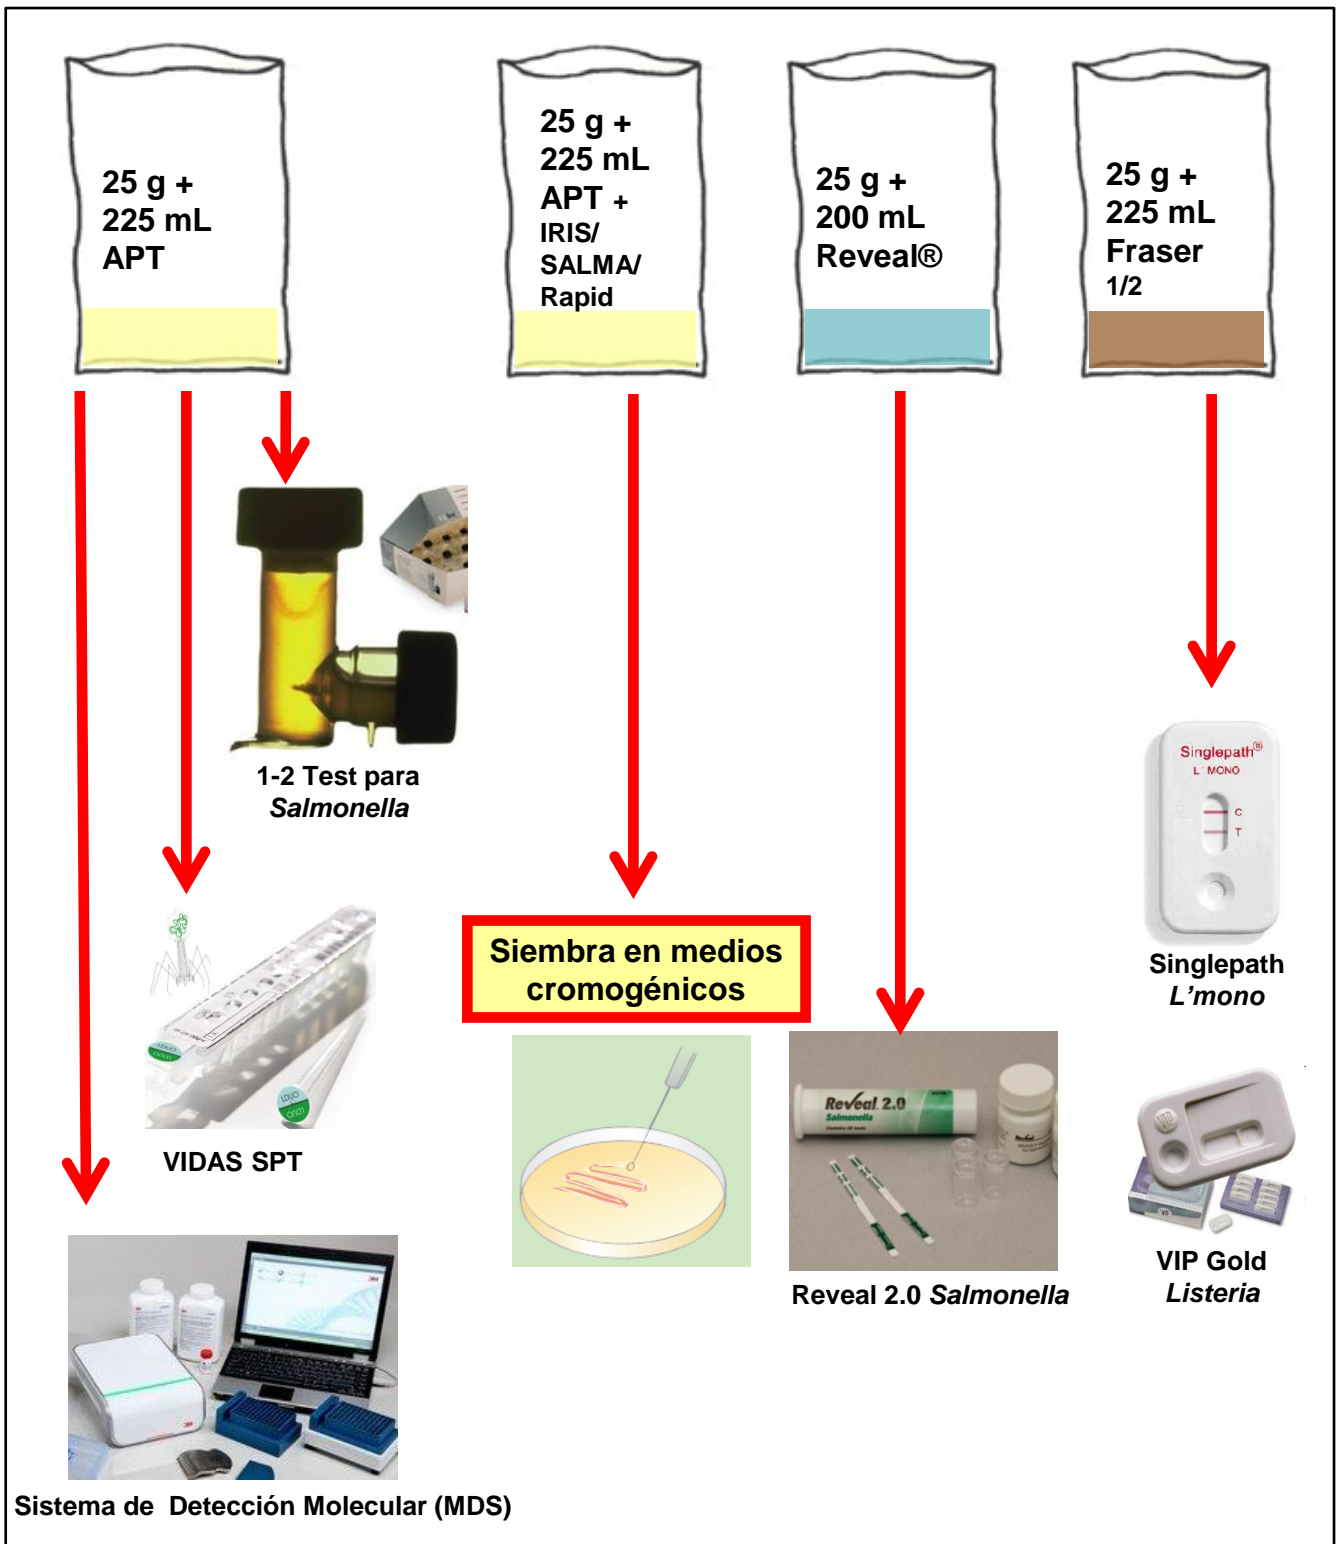 25 g +
225 mL
APT
25 g +
225 mL
APT +
IRIS/
SALMA/
Rapid
25 g +
200 mL
Reveal®
25 g +
225 mL
Fraser
1/2
1-2 Test para
Salmonella
Singlepath®
L'MONO
C
T
Singlepath
L'mono
Siembra en medios
cromogénicos
VIDAS SPT
Reveal 2.0
Salmonella
Reveal 2.0 Salmonella
VIP
VIP Gold
Listeria
3M
Sistema de Detección Molecular (MDS)